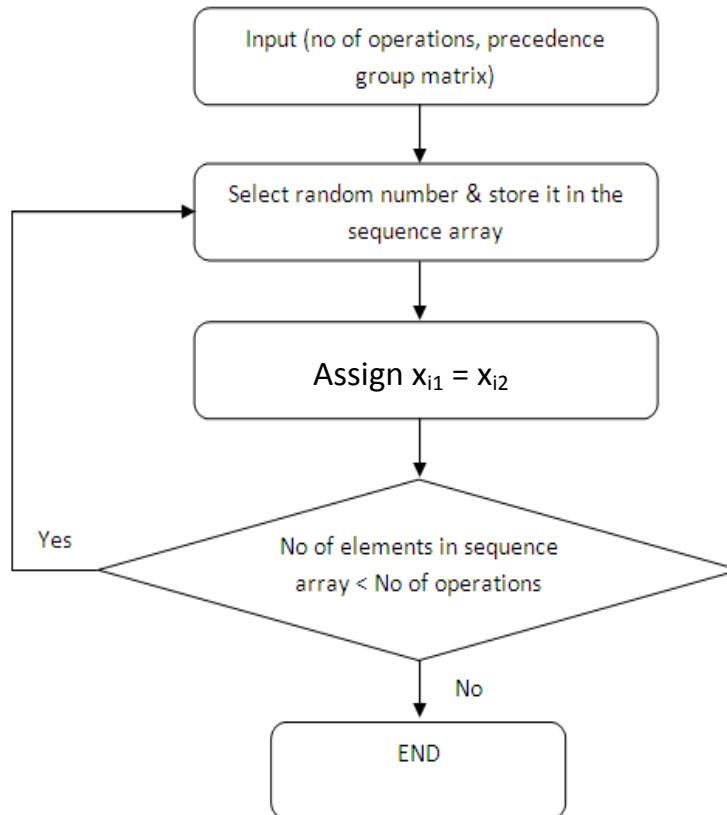 Input (no of operations, precedence
group matrix)
Select random number & store it in the
sequence array
Assign xi1 = xi2
No of elements in sequence
array < No of operations
Yes
No
END